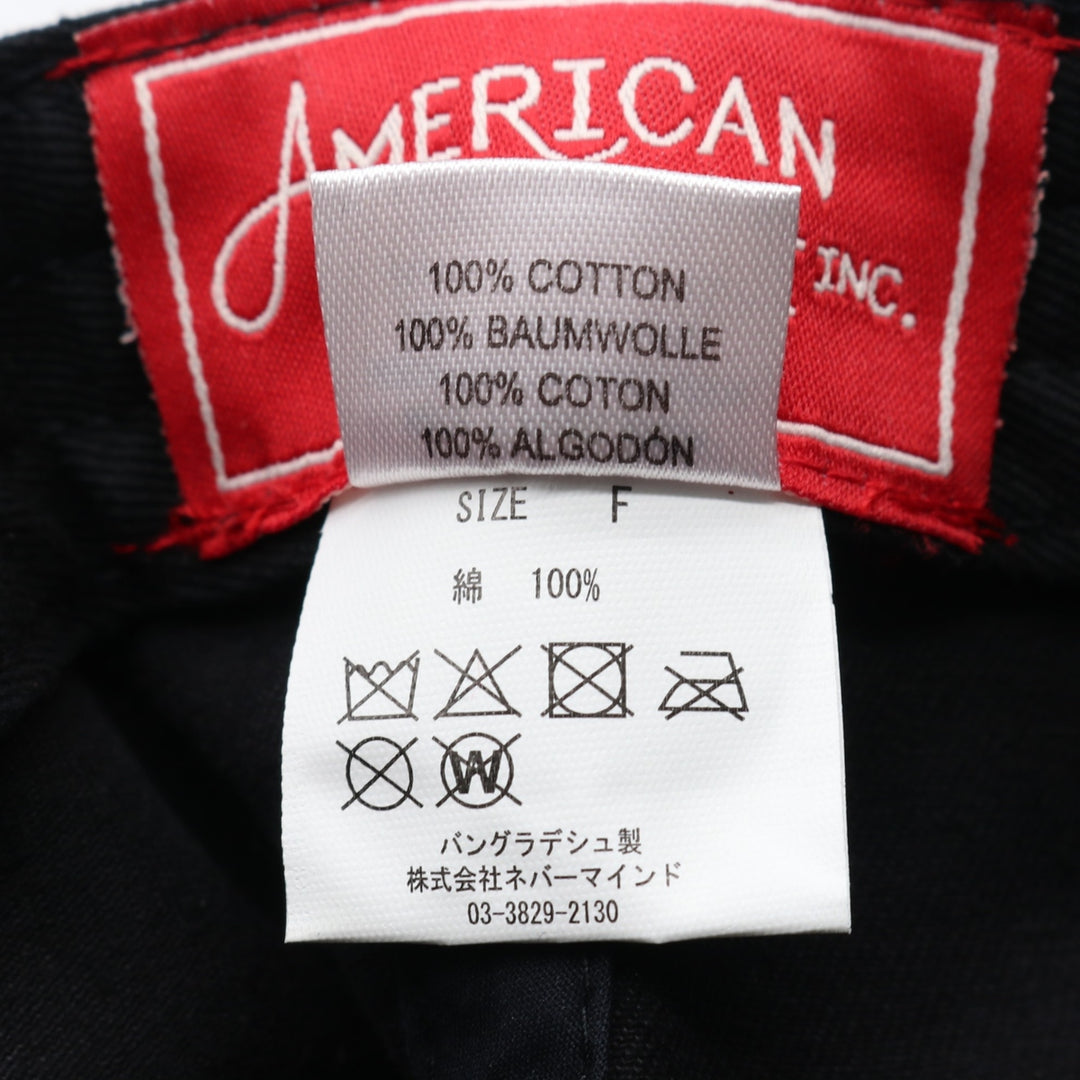 AMERICAN
INC.
100% COTTON
100% BAUMWOLLE
100% COTON
100% ALGODÓN
SIZE F
綿 100%
W
バングラデシュ製
株式会社ネバーマインド
03-3829-2130